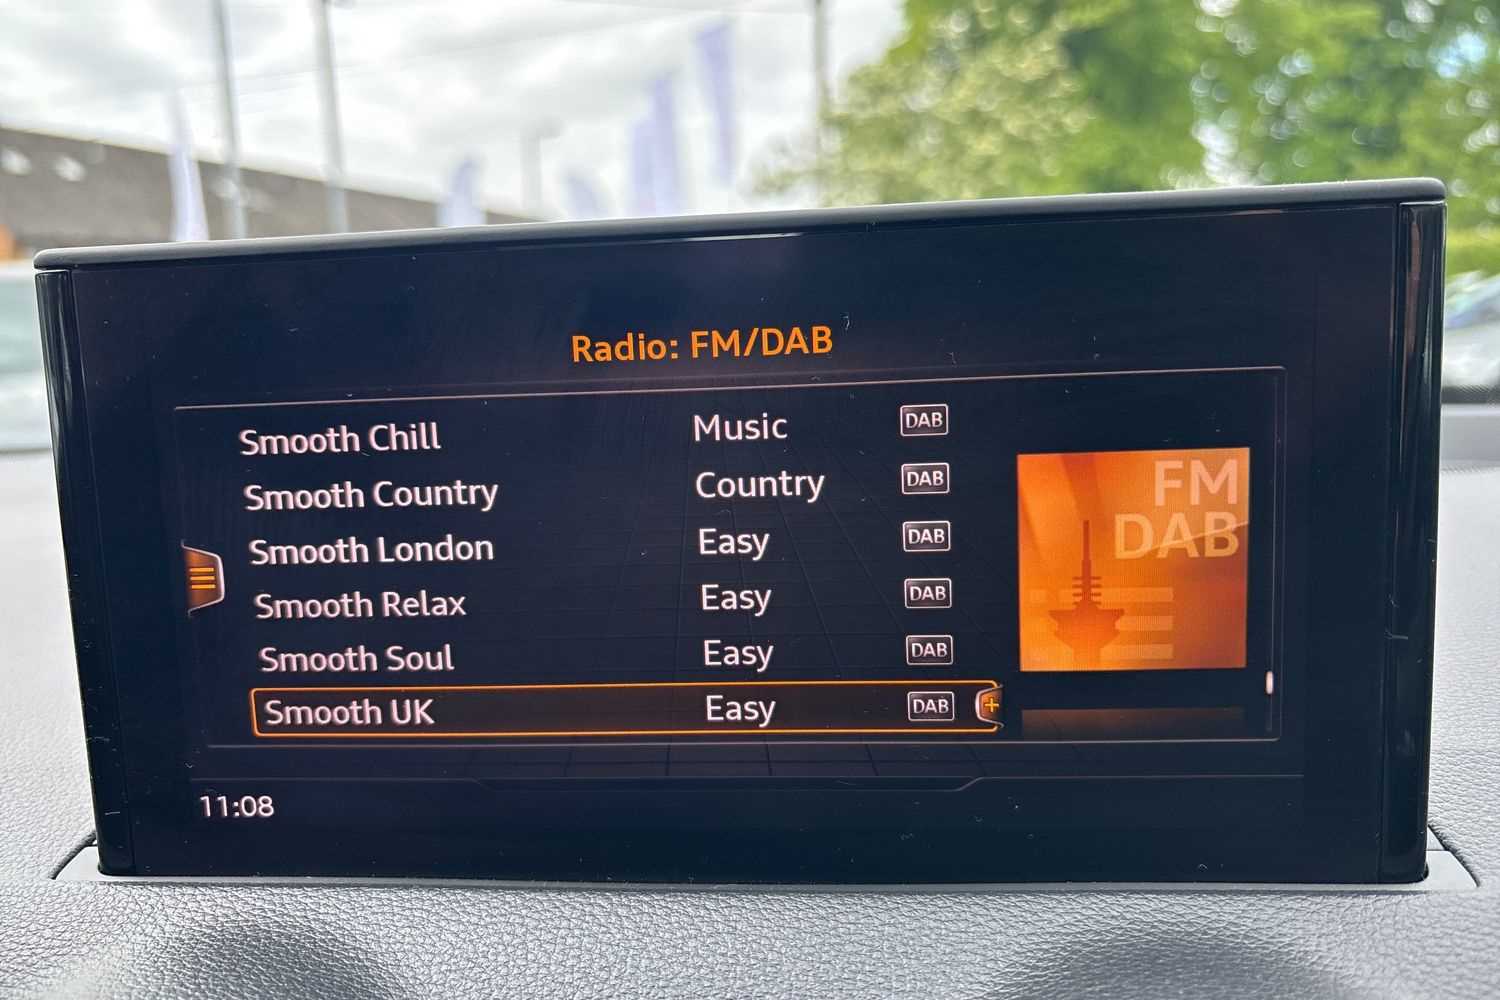 Radio: FM/DAB
Smooth Chill Music DAB
Smooth Country Country DAB
Smooth London Easy DAB
Smooth Relax Easy DAB
Smooth Soul Easy DAB
Smooth UK Easy DAB +
FM
DAB
11:08